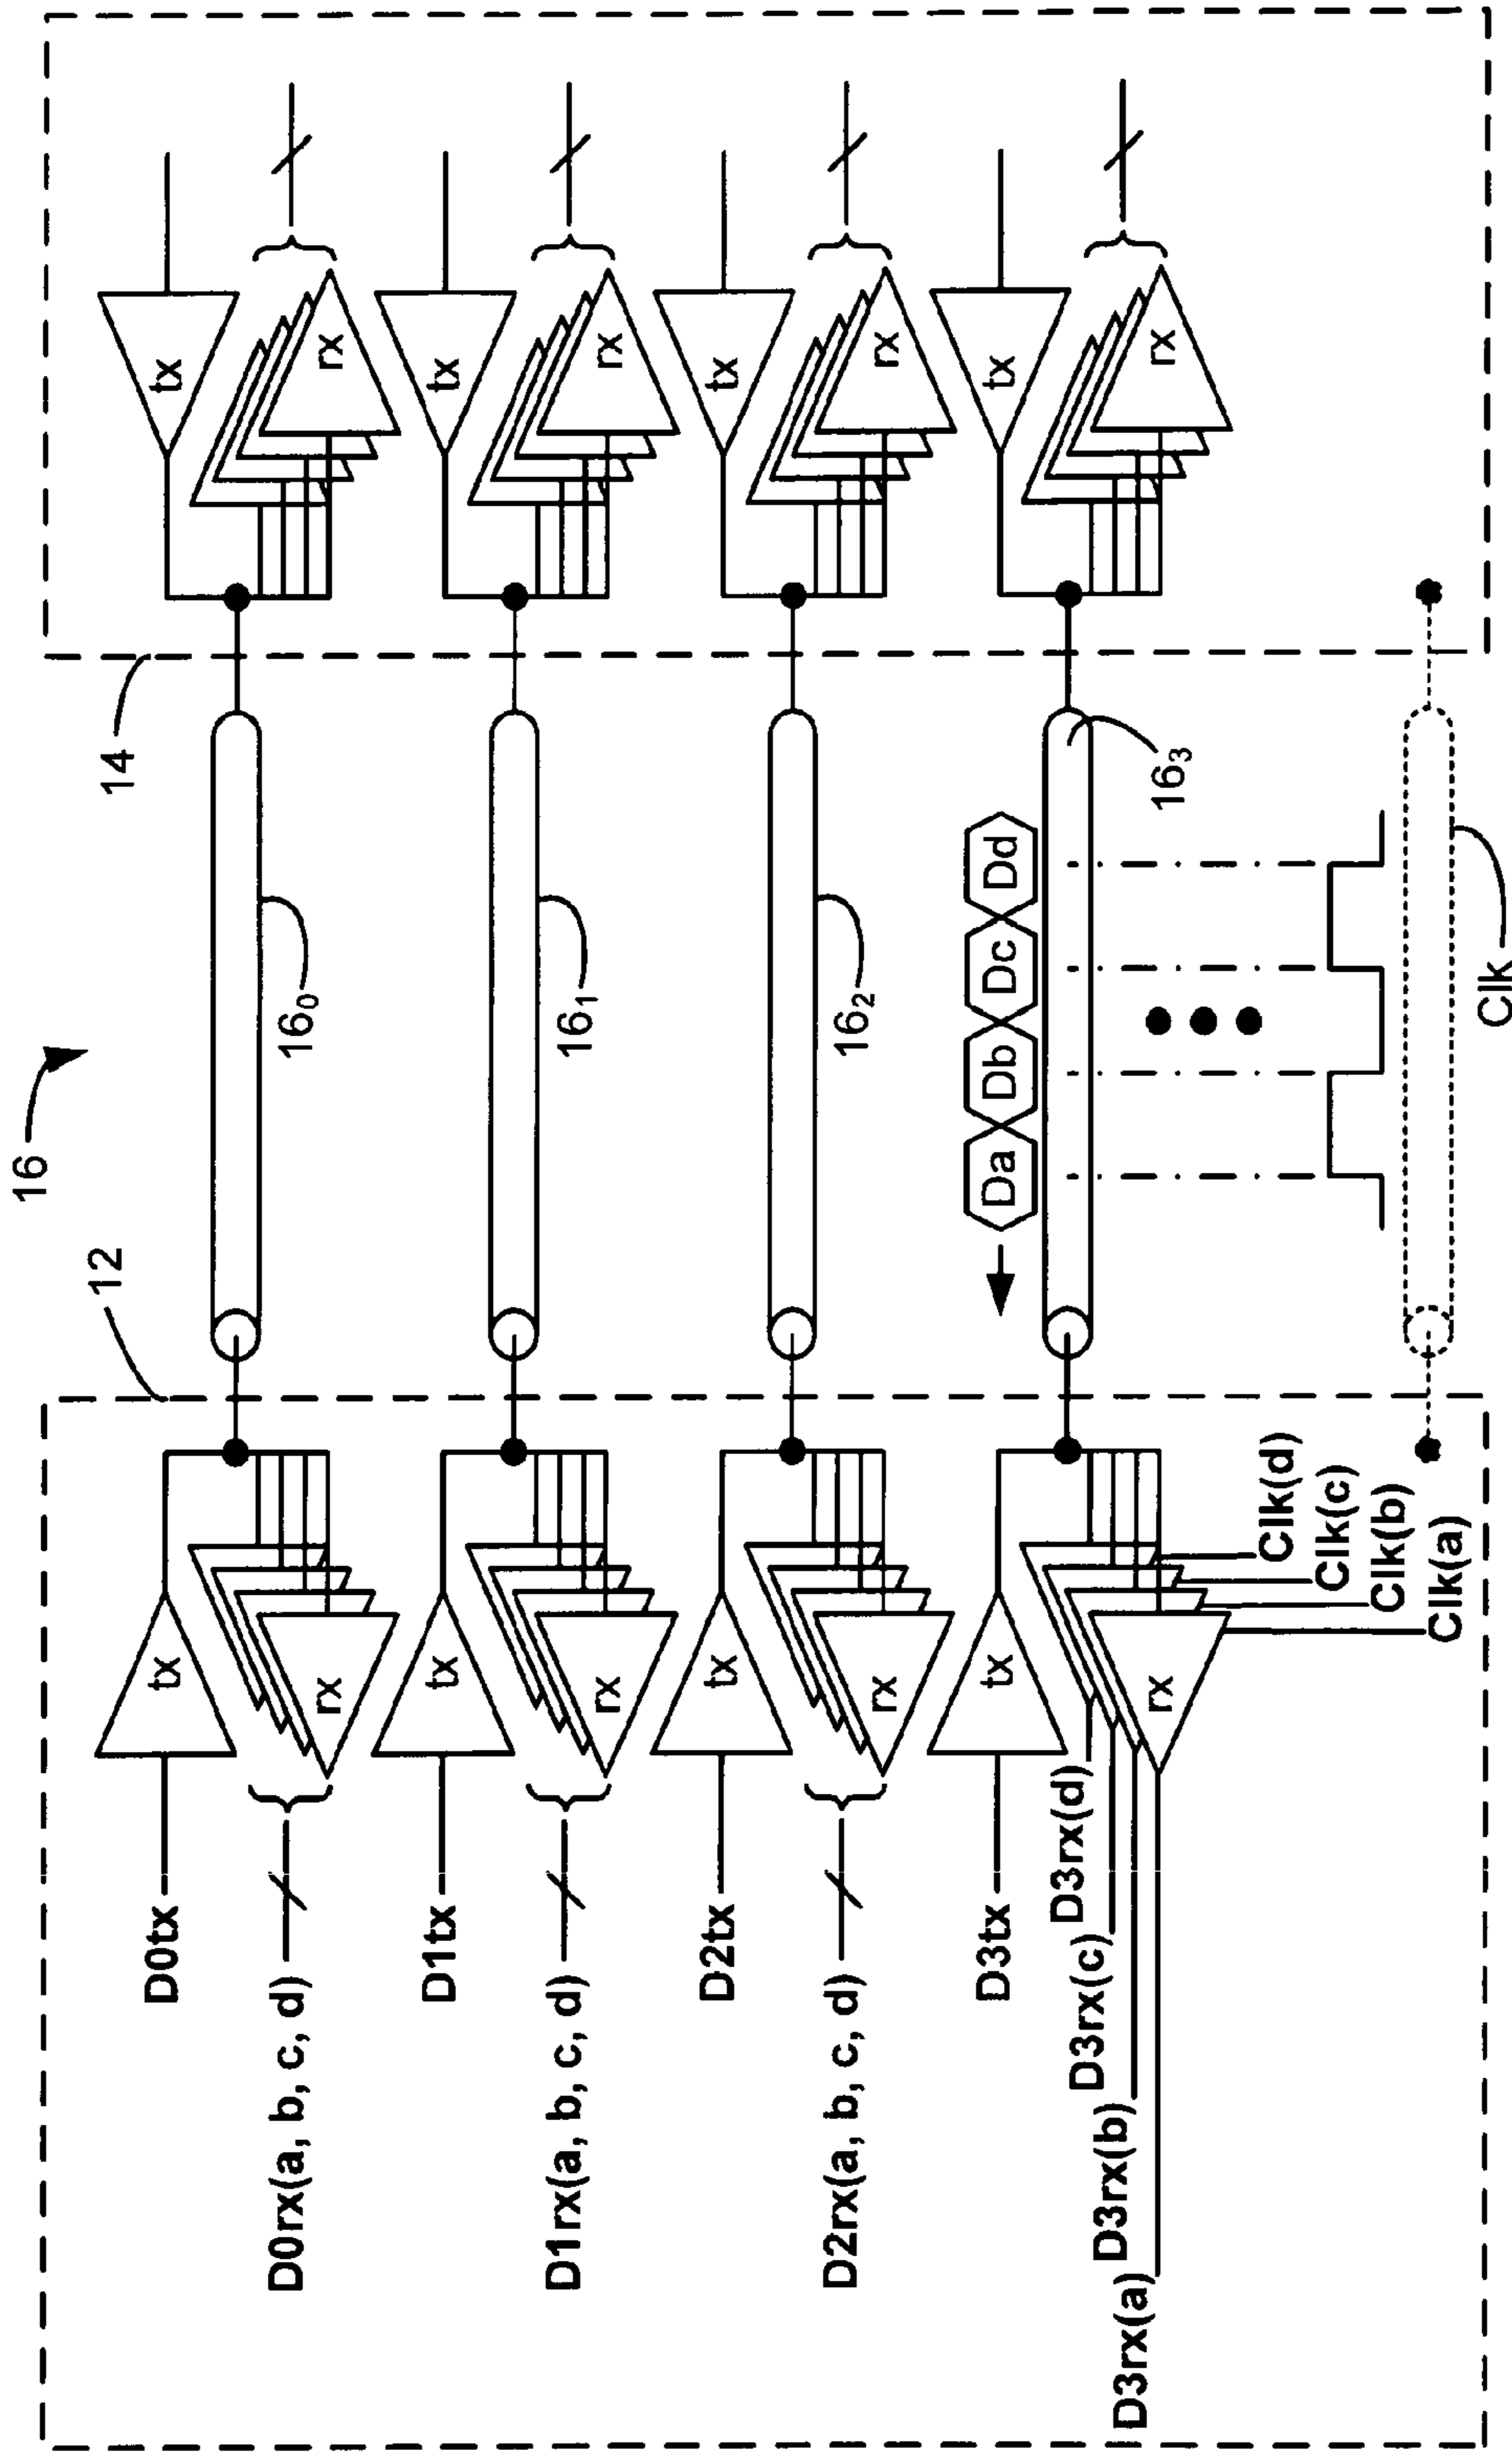 16
12
14
D0tx
tx
tx
D0rx(a, b, c, d)
rx
16₀
rx
D1tx
tx
tx
D1rx(a, b, c, d)
rx
16₁
rx
D2tx
tx
tx
D2rx(a, b, c, d)
rx
16₂
rx
D3tx
tx
Da
Db
Dc
Dd
tx
D3rx(d)
D3rx(c)
D3rx(b)
D3rx(a)
rx
16₃
rx
Clk(d)
Clk(c)
Clk(b)
Clk(a)
Clk